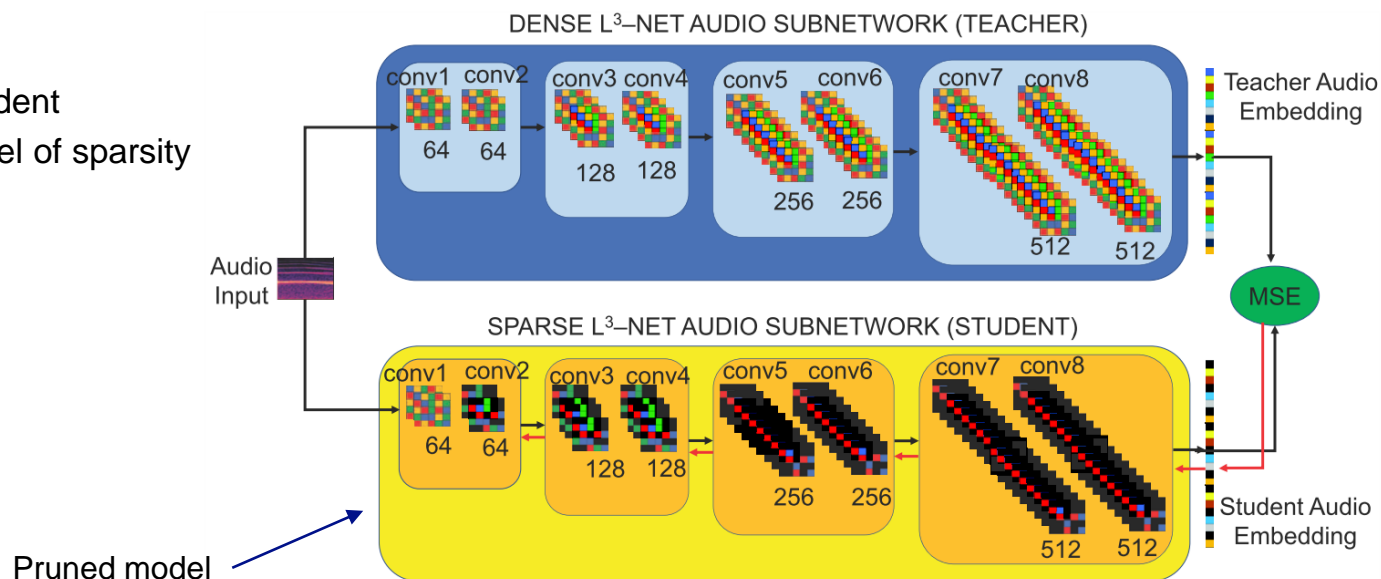 DENSE L³–NET AUDIO SUBNETWORK (TEACHER)
dent
el of sparsity
conv1 conv2 conv3 conv4 conv5 conv6 conv7 conv8
64 64 128 128 256 256 512 512
Teacher Audio
Embedding
Audio
Input
MSE
SPARSE L³–NET AUDIO SUBNETWORK (STUDENT)
conv1 conv2 conv3 conv4 conv5 conv6 conv7 conv8
64 64 128 128 256 256 512 512
Student Audio
Embedding
Pruned model